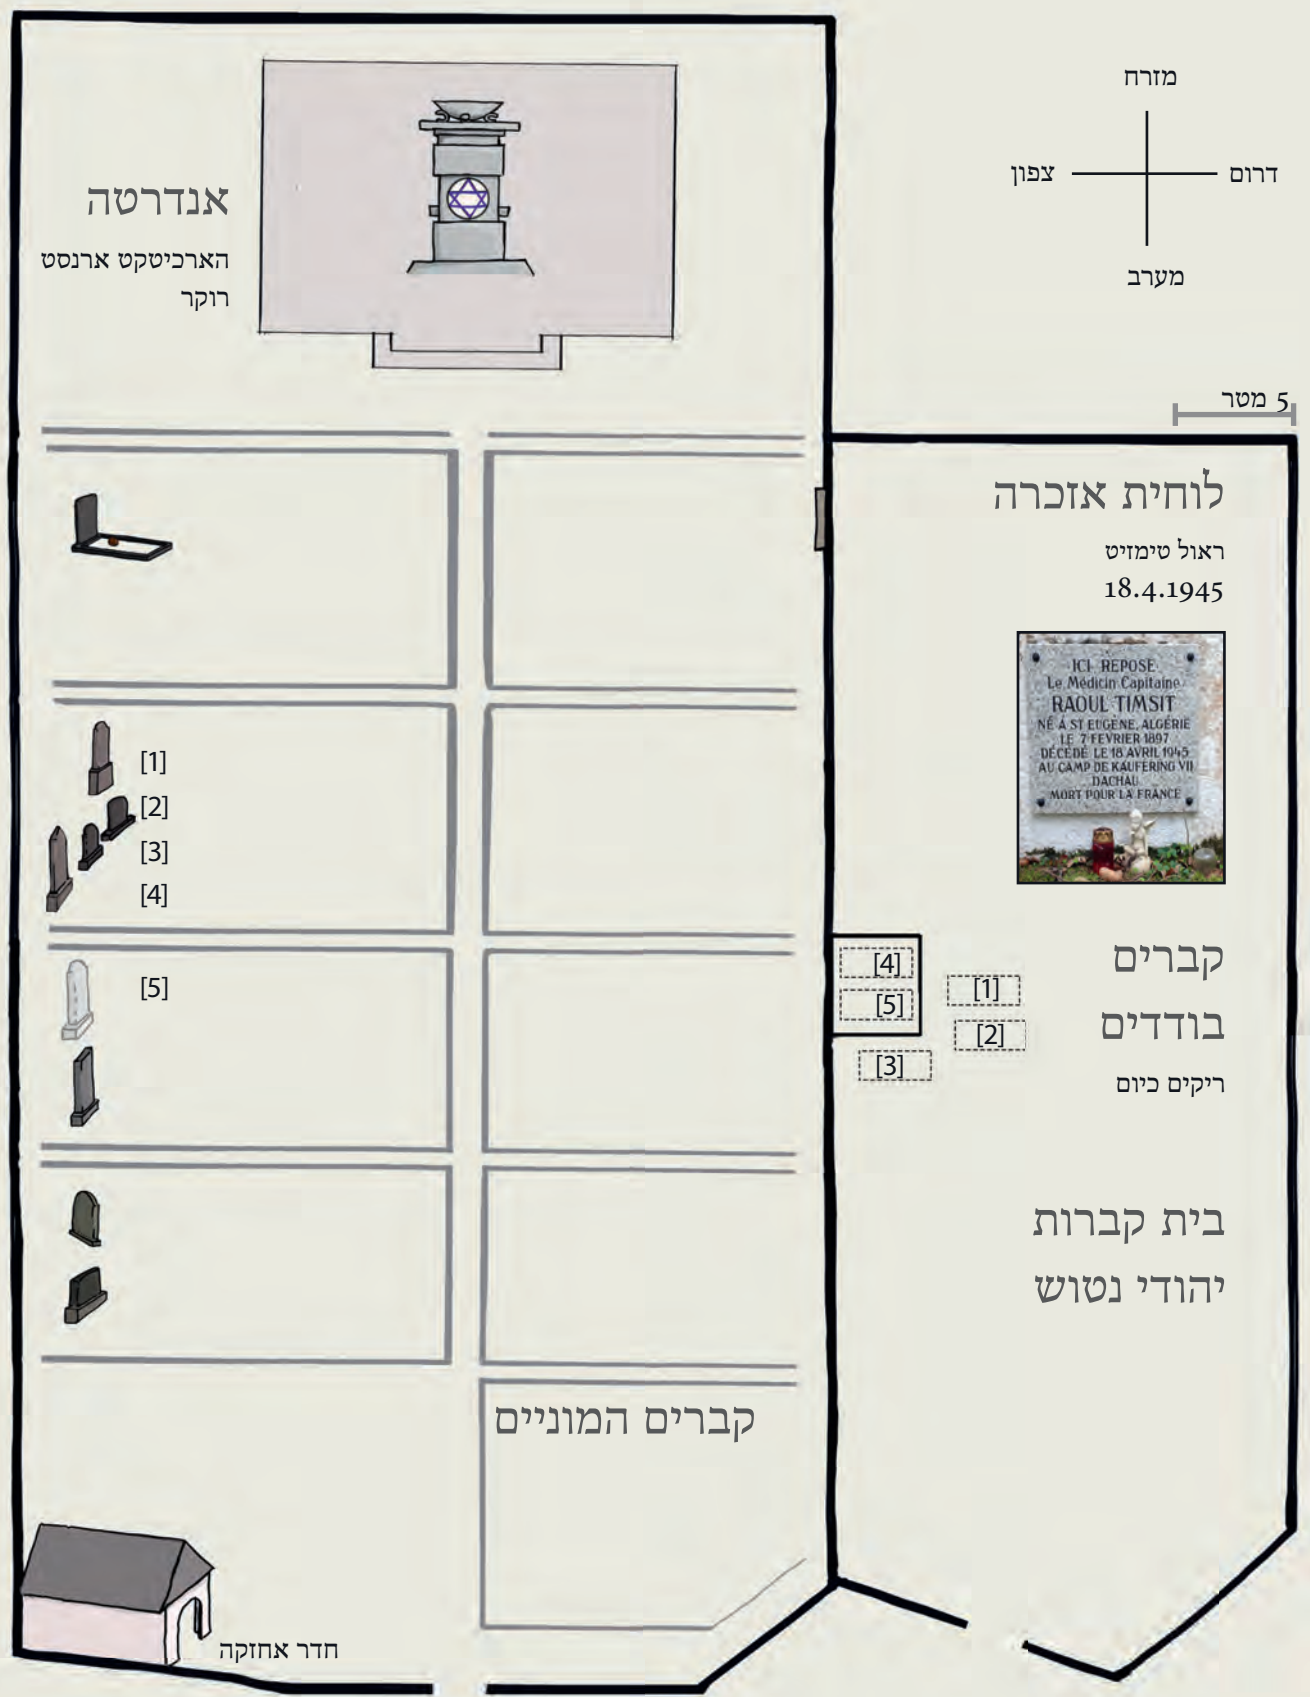 מזרח
צפון
דרום
מערב
5 מטר
אנדרטה
הארכיטקט ארנסט
רוקר
לוחית אזכרה
ראול טימזיט
18.4.1945
ICI REPOSE
Le Médicin Capitaine
RAOUL TIMSIT
NÉ Á ST EUGÈNE, ALGÉRIE
LE 7 FEVRIER 1897
DÉCÉDÉ LE 18 AVRIL 1945
AU CAMP DE KAUFERING VII
DACHAU
MORT POUR LA FRANCE
[1]
[2]
[3]
[4]
[5]
קברים
בודדים
ריקים כיום
[4]
[5]
[1]
[2]
[3]
בית קברות
יהודי נטוש
קברים המוניים
חדר אחזקה